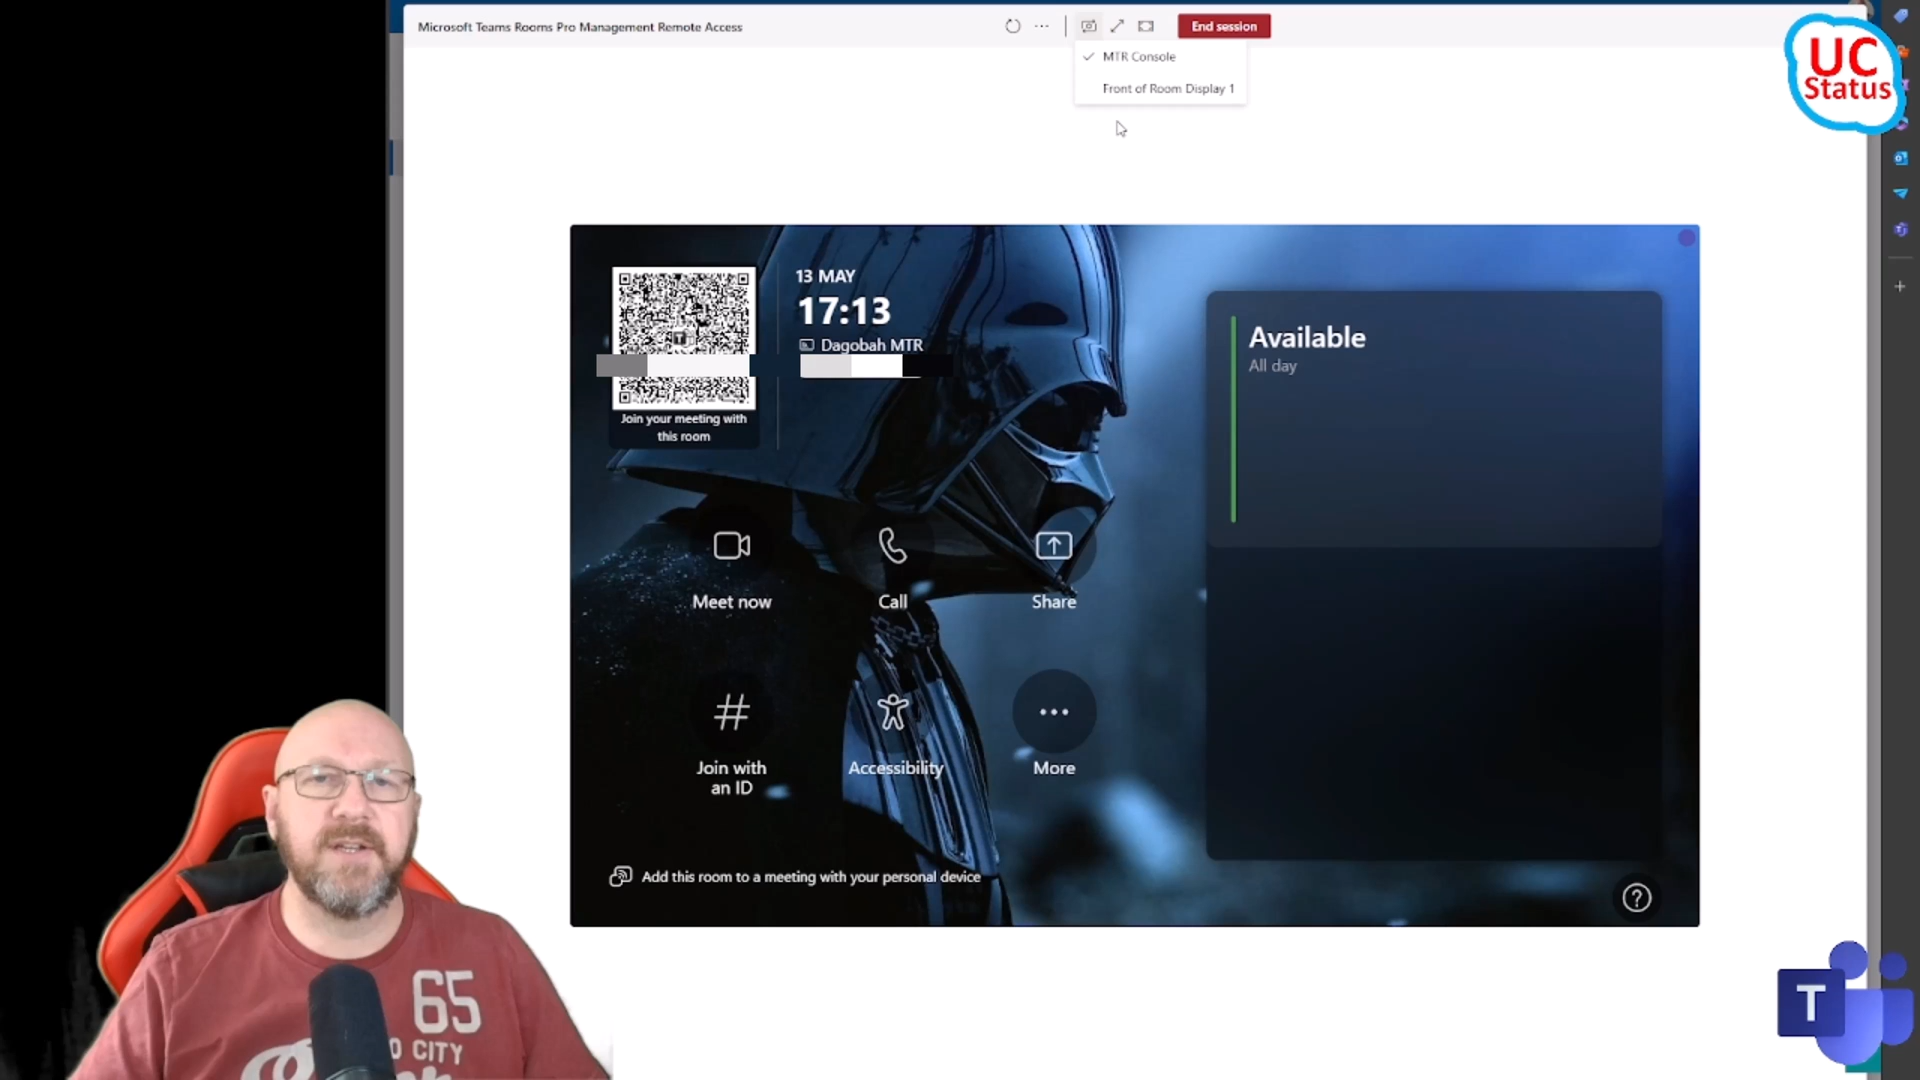 Microsoft Teams Rooms Pro Management Remote Access
End session
MTR Console
Front of Room Display 1
UC
Status
13 MAY
17:13
Dagobah MTR
Join your meeting with
this room
Available
All day
Meet now
Call
Share
Join with
an ID
Accessibility
More
Add this room to a meeting with your personal device
65
O CITY
T